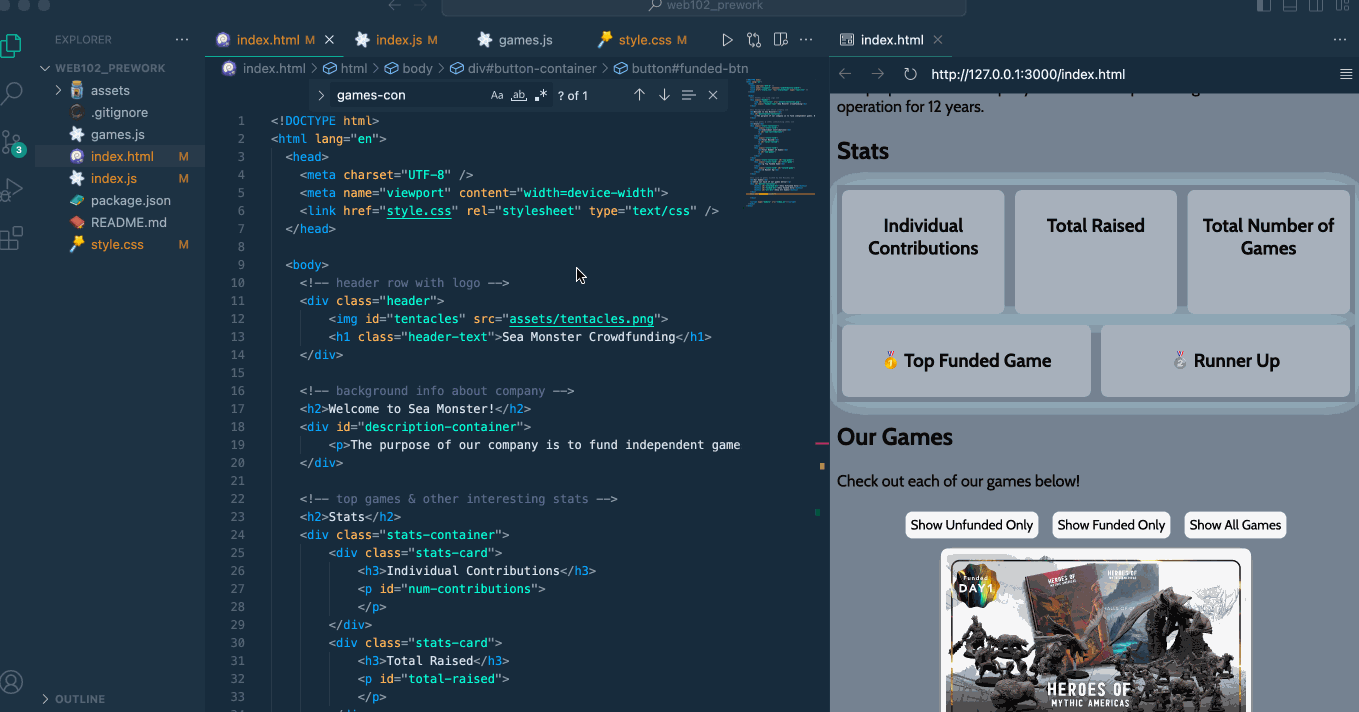 web102_prework
EXPLORER
WEB102_PREWORK
assets
.gitignore
games.js
index.html M
index.js M
package.json
README.md
style.css M
3
OUTLINE
index.html M
index.js M
games.js
style.css M
index.html > html > body > div#button-container > button#funded-btn
games-con
Aa ab ? of 1
1 <!DOCTYPE html>
2 <html lang="en">
3 <head>
4 <meta charset="UTF-8" />
5 <meta name="viewport" content="width=device-width">
6 <link href="style.css" rel="stylesheet" type="text/css" />
7 </head>
8
9 <body>
10 <!-- header row with logo -->
11 <div class="header">
12 <img id="tentacles" src="assets/tentacles.png">
13 <h1 class="header-text">Sea Monster Crowdfunding</h1>
14 </div>
15
16 <!-- background info about company -->
17 <h2>Welcome to Sea Monster!</h2>
18 <div id="description-container">
19 <p>The purpose of our company is to fund independent game
20 </div>
21
22 <!-- top games & other interesting stats -->
23 <h2>Stats</h2>
24 <div class="stats-container">
25 <div class="stats-card">
26 <h3>Individual Contributions</h3>
27 <p id="num-contributions">
28 </p>
29 </div>
30 <div class="stats-card">
31 <h3>Total Raised</h3>
32 <p id="total-raised">
33 </p>
index.html
http://127.0.0.1:3000/index.html
operation for 12 years.
Stats
Individual
Contributions
Total Raised
Total Number of
Games
🥇 Top Funded Game
🥈 Runner Up
Our Games
Check out each of our games below!
Show Unfunded Only
Show Funded Only
Show All Games
Funded
DAY 1
HEROES OF
HEROES OF
HEROES OF
MYTHIC AMERICAS